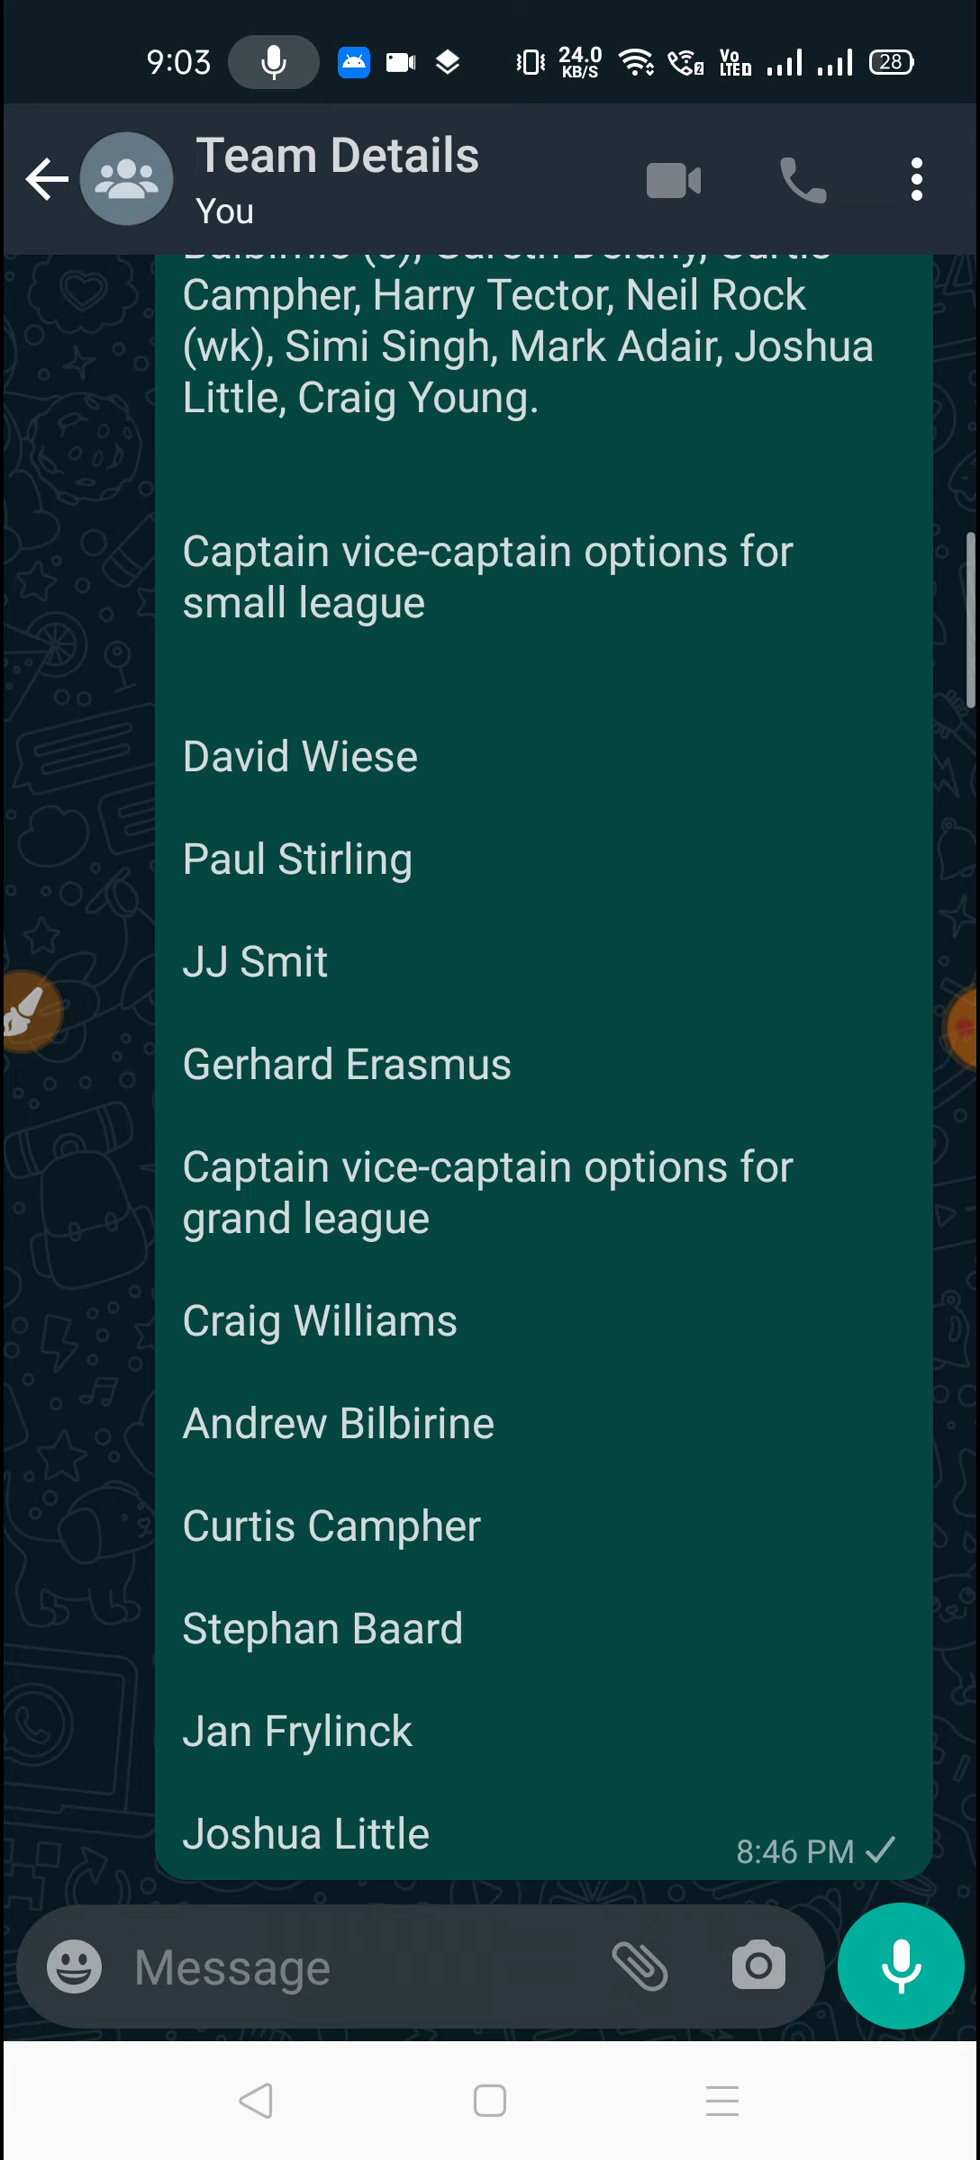 9:03
24.0
KB/S
2
Vo
LTE
28
Team Details
You
Campher, Harry Tector, Neil Rock
(wk), Simi Singh, Mark Adair, Joshua
Little, Craig Young.
Captain vice-captain options for
small league
David Wiese
Paul Stirling
JJ Smit
Gerhard Erasmus
Captain vice-captain options for
grand league
Craig Williams
Andrew Bilbirine
Curtis Campher
Stephan Baard
Jan Frylinck
Joshua Little
8:46 PM
Message